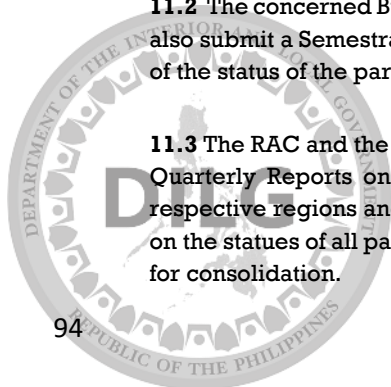 11.2 The concerned B
also submit a Semestra
of the status of the par
11.3 The RAC and the
Quarterly Reports on
respective regions an
on the statues of all pa
for consolidation.
94
DEPARTMENT OF THE INTERIOR AND LOCAL GOVERNMENT
DILG
REPUBLIC OF THE PHILIPPINES